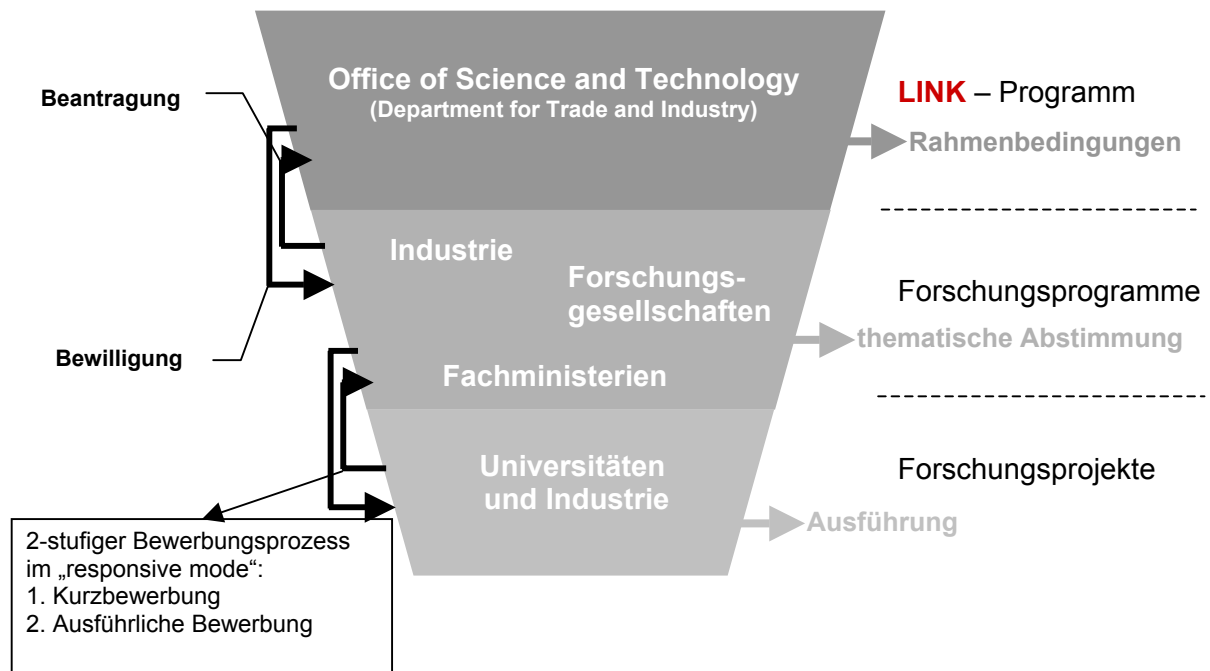 Office of Science and Technology
(Department for Trade and Industry)
Beantragung
LINK – Programm
Rahmenbedingungen
Industrie
Forschungs-
gesellschaften
Forschungsprogramme
thematische Abstimmung
Bewilligung
Fachministerien
Universitäten
und Industrie
Forschungsprojekte
Ausführung
2-stufiger Bewerbungsprozess
im „responsive mode“:
1. Kurzbewerbung
2. Ausführliche Bewerbung